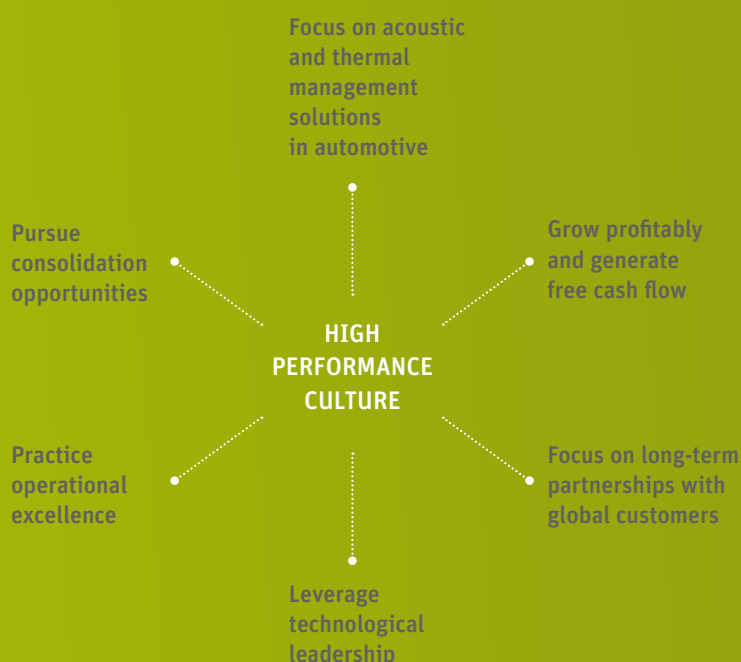 Focus on acoustic
and thermal
management
solutions
in automotive
Pursue
consolidation
opportunities
Grow profitably
and generate
free cash flow
HIGH
PERFORMANCE
CULTURE
Practice
operational
excellence
Focus on long-term
partnerships with
global customers
Leverage
technological
leadership